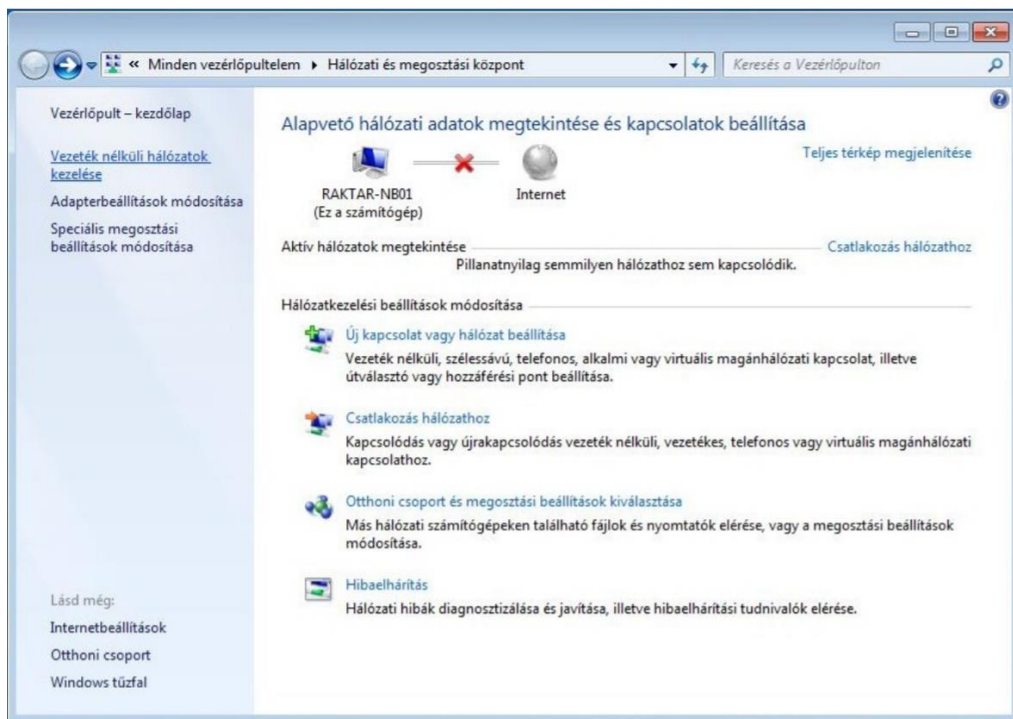 « Minden vezérlőpultelem ▸ Hálózati és megosztási központ
Keresés a Vezérlőpulton
Vezérlőpult – kezdőlap
Vezeték nélküli hálózatok
kezelése
Adapterbeállítások módosítása
Speciális megosztási
beállítások módosítása
Alapvető hálózati adatok megtekintése és kapcsolatok beállítása
Teljes térkép megjelenítése
RAKTAR-NB01
(Ez a számítógép)
Internet
Aktív hálózatok megtekintése
Csatlakozás hálózathoz
Pillanatnyilag semmilyen hálózathoz sem kapcsolódik.
Hálózatkezelési beállítások módosítása
Új kapcsolat vagy hálózat beállítása
Vezeték nélküli, szélessávú, telefonos, alkalmi vagy virtuális magánhálózati kapcsolat, illetve
útválasztó vagy hozzáférési pont beállítása.
Csatlakozás hálózathoz
Kapcsolódás vagy újrakapcsolódás vezeték nélküli, vezetékes, telefonos vagy virtuális magánhálózati
kapcsolathoz.
Otthoni csoport és megosztási beállítások kiválasztása
Más hálózati számítógépeken található fájlok és nyomtatók elérése, vagy a megosztási beállítások
módosítása.
Hibaelhárítás
Hálózati hibák diagnosztizálása és javítása, illetve hibaelhárítási tudnivalók elérése.
Lásd még:
Internetbeállítások
Otthoni csoport
Windows tűzfal